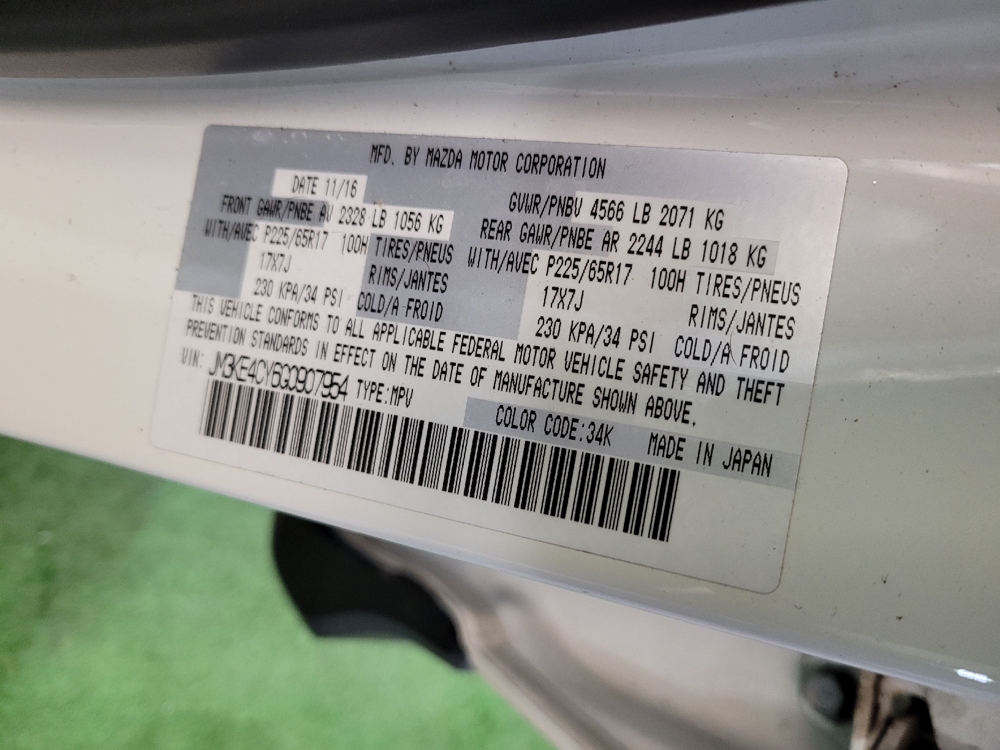 MFD. BY MAZDA MOTOR CORPORATION
DATE 11/16 GVWR/PNBV 4566 LB 2071 KG
FRONT GAWR/PNBE AV 2328 LB 1056 KG REAR GAWR/PNBE AR 2244 LB 1018 KG
WITH/AVEC P225/65R17 100H TIRES/PNEUS WITH/AVEC P225/65R17 100H TIRES/PNEUS
17X7J RIMS/JANTES 17X7J RIMS/JANTES
230 KPA/34 PSI COLD/A FROID 230 KPA/34 PSI COLD/A FROID
THIS VEHICLE CONFORMS TO ALL APPLICABLE FEDERAL MOTOR VEHICLE SAFETY AND THEFT
PREVENTION STANDARDS IN EFFECT ON THE DATE OF MANUFACTURE SHOWN ABOVE.
VIN: JM3KE4CY6G0907954 TYPE:MPV
COLOR CODE:34K MADE IN JAPAN